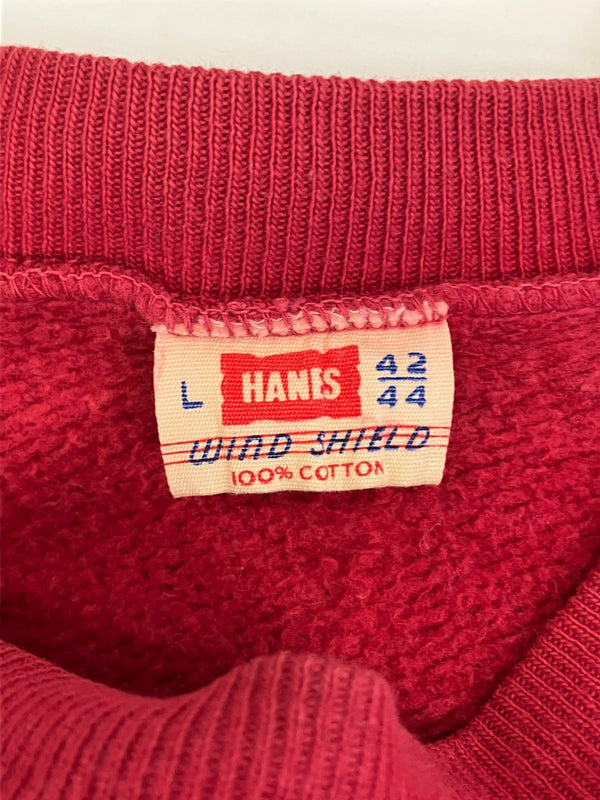 L HANES 42/44
WIND SHIELD
100% COTTON